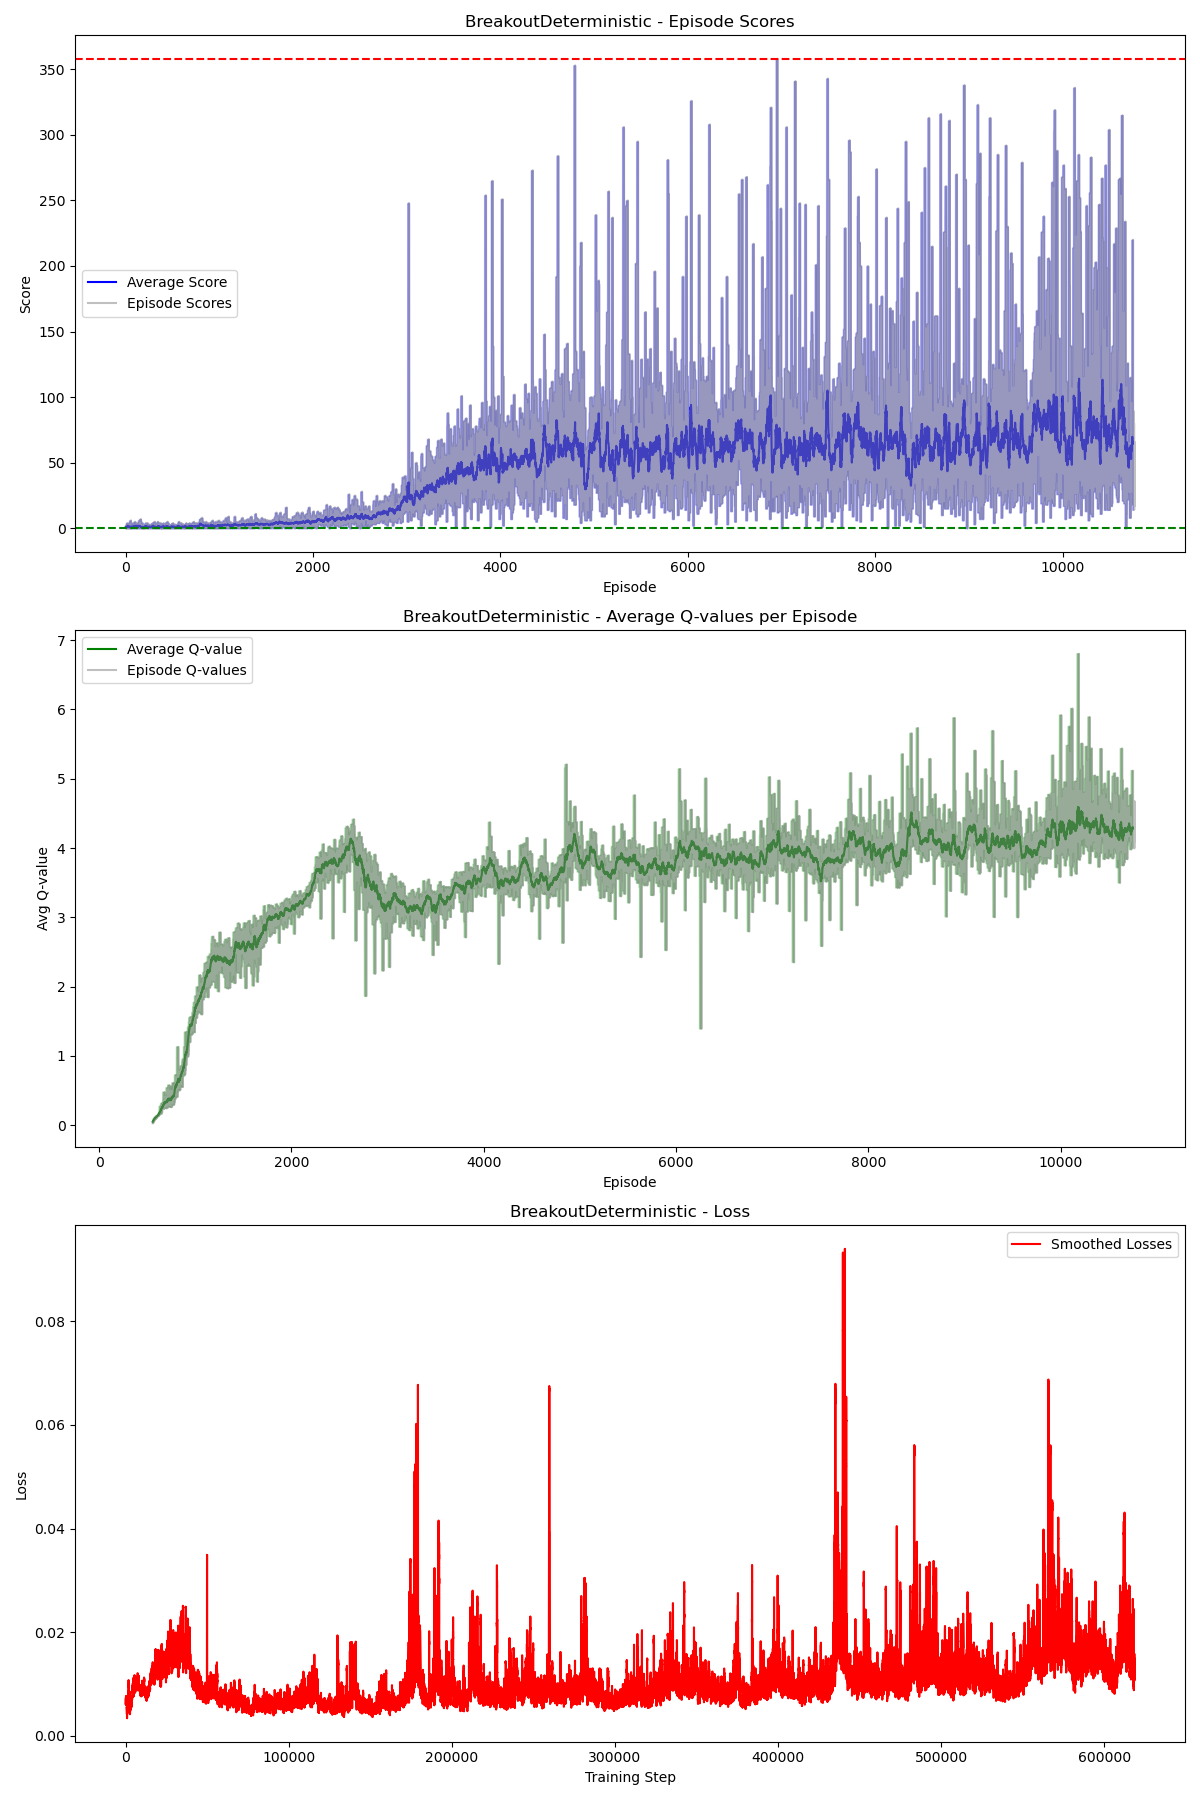 BreakoutDeterministic - Episode Scores
350
300
250
200
150
100
50
0
Score
Average Score
Episode Scores
0 2000 4000 6000 8000 10000
Episode
BreakoutDeterministic - Average Q-values per Episode
7
6
5
4
3
2
1
0
Avg Q-value
Average Q-value
Episode Q-values
0 2000 4000 6000 8000 10000
Episode
BreakoutDeterministic - Loss
Smoothed Losses
0.08
0.06
0.04
0.02
0.00
Loss
0 100000 200000 300000 400000 500000 600000
Training Step